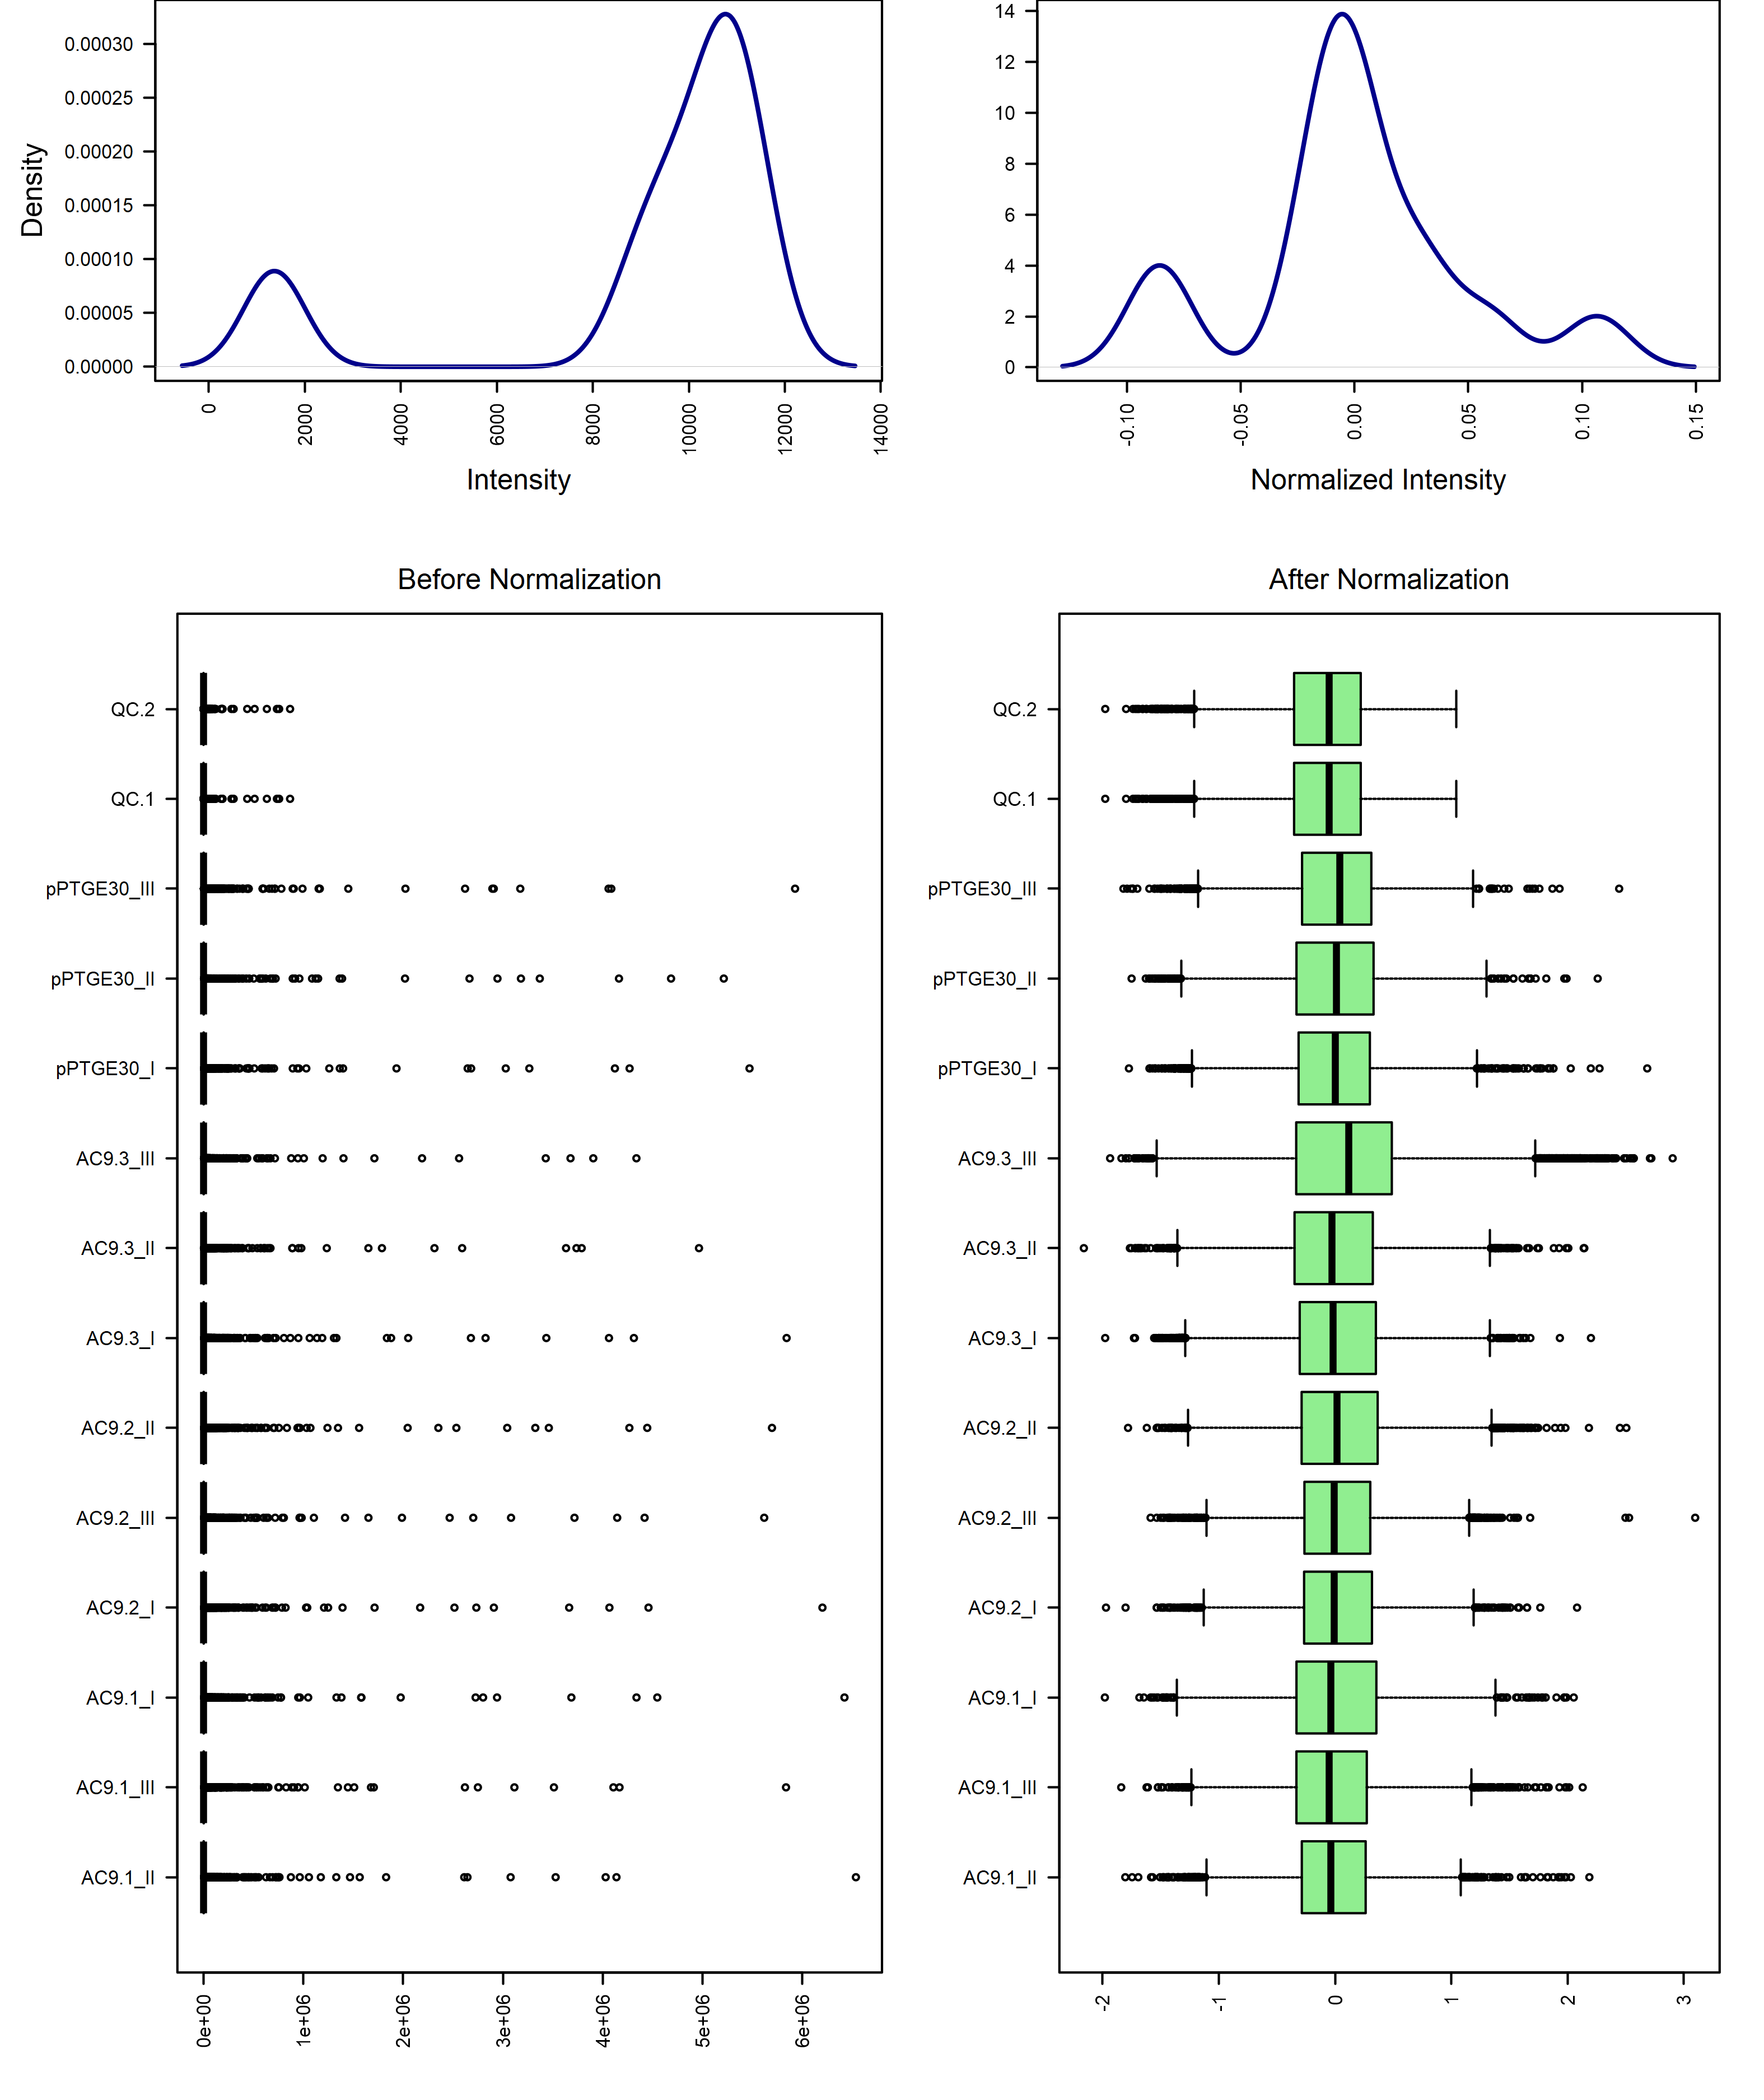 Density
0.00030
0.00025
0.00020
0.00015
0.00010
0.00005
0.00000
0 2000 4000 6000 8000 10000 12000 14000
Intensity
14
12
10
8
6
4
2
0
-0.10 -0.05 0.00 0.05 0.10 0.15
Normalized Intensity
Before Normalization
QC.2
QC.1
pPTGE30_III
pPTGE30_II
pPTGE30_I
AC9.3_III
AC9.3_II
AC9.3_I
AC9.2_II
AC9.2_III
AC9.2_I
AC9.1_I
AC9.1_III
AC9.1_II
0e+00 1e+06 2e+06 3e+06 4e+06 5e+06 6e+06
After Normalization
QC.2
QC.1
pPTGE30_III
pPTGE30_II
pPTGE30_I
AC9.3_III
AC9.3_II
AC9.3_I
AC9.2_II
AC9.2_III
AC9.2_I
AC9.1_I
AC9.1_III
AC9.1_II
-2 -1 0 1 2 3